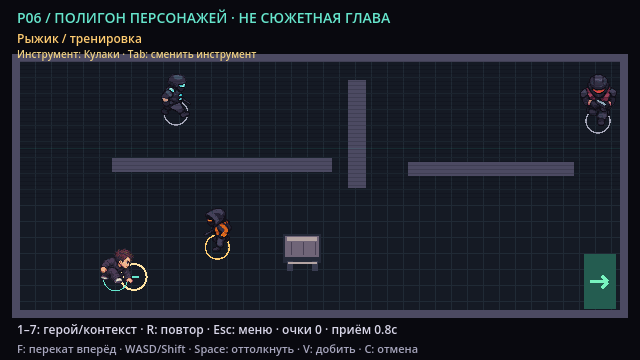 P06 / ПОЛИГОН ПЕРСОНАЖЕЙ · НЕ СЮЖЕТНАЯ ГЛАВА
Рыжик / тренировка
Инструмент: Кулаки · Tab: сменить инструмент
1–7: герой/контекст · R: повтор · Esc: меню · очки 0 · приём 0.8с
F: перекат вперёд · WASD/Shift · Space: оттолкнуть · V: добить · C: отмена